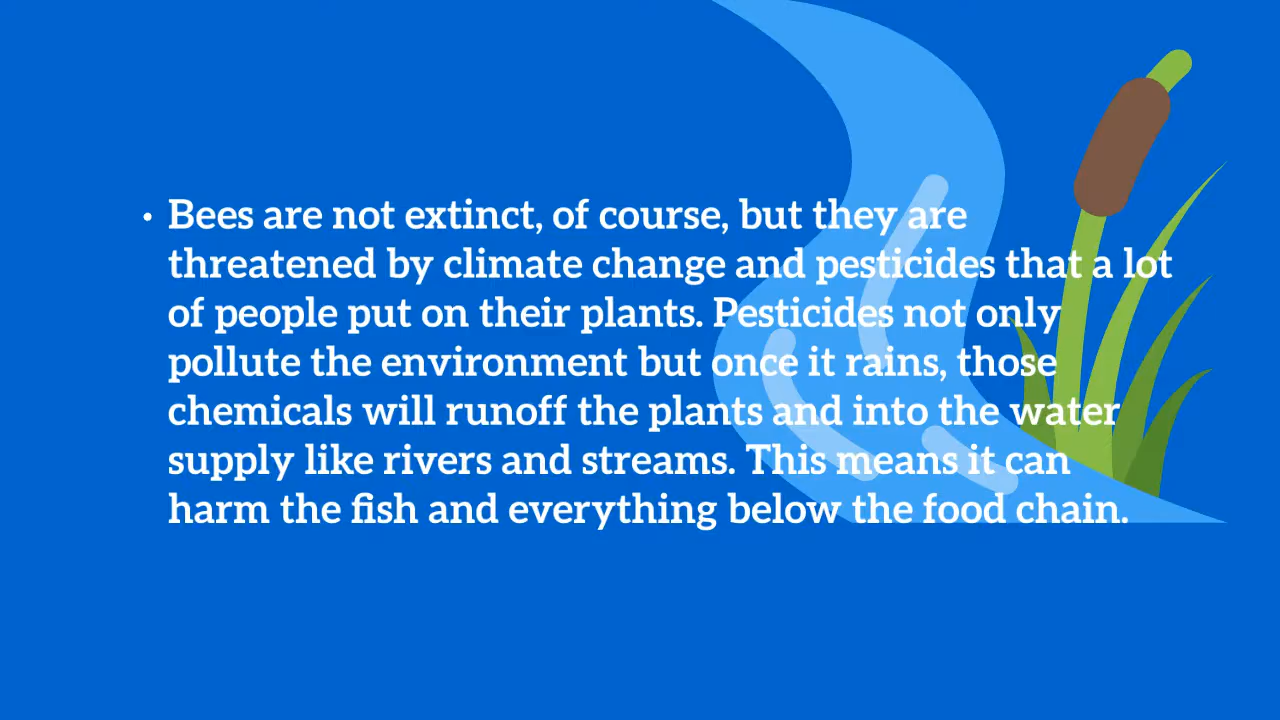 • Bees are not extinct, of course, but they are
threatened by climate change and pesticides that a lot
of people put on their plants. Pesticides not only
pollute the environment but once it rains, those
chemicals will runoff the plants and into the water
supply like rivers and streams. This means it can
harm the fish and everything below the food chain.